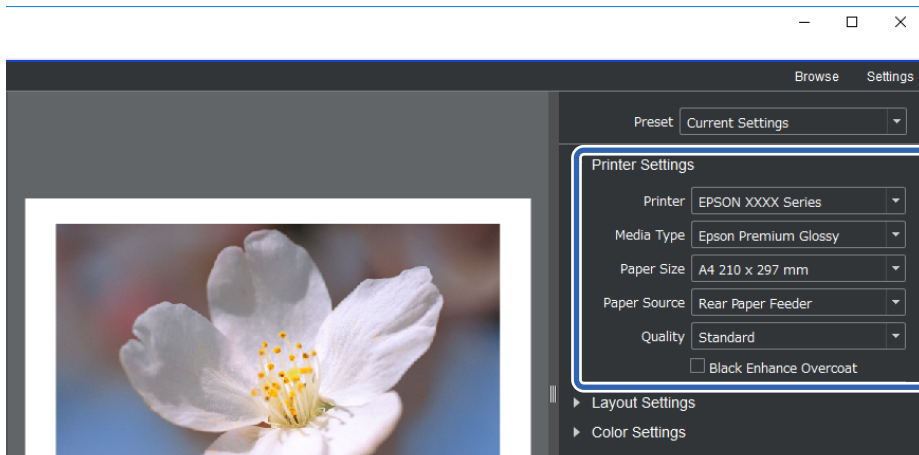 Browse Settings
Preset Current Settings
Printer Settings
Printer EPSON XXXX Series
Media Type Epson Premium Glossy
Paper Size A4 210 x 297 mm
Paper Source Rear Paper Feeder
Quality Standard
Black Enhance Overcoat
Layout Settings
Color Settings